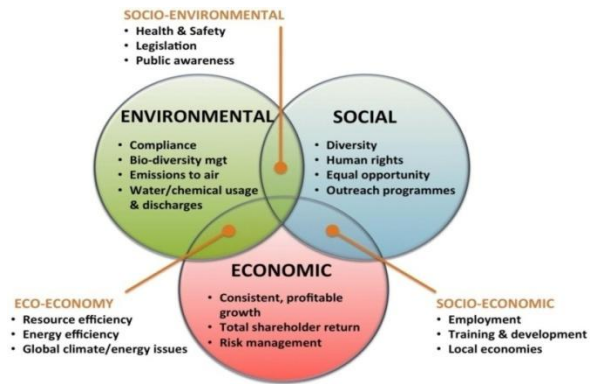 SOCIO-ENVIRONMENTAL
• Health & Safety
• Legislation
• Public awareness
ENVIRONMENTAL
• Compliance
• Bio-diversity mgt
• Emissions to air
• Water/chemical usage
& discharges
SOCIAL
• Diversity
• Human rights
• Equal opportunity
• Outreach programmes
ECONOMIC
• Consistent, profitable
growth
• Total shareholder return
• Risk management
ECO-ECONOMY
• Resource efficiency
• Energy efficiency
• Global climate/energy issues
SOCIO-ECONOMIC
• Employment
• Training & development
• Local economies